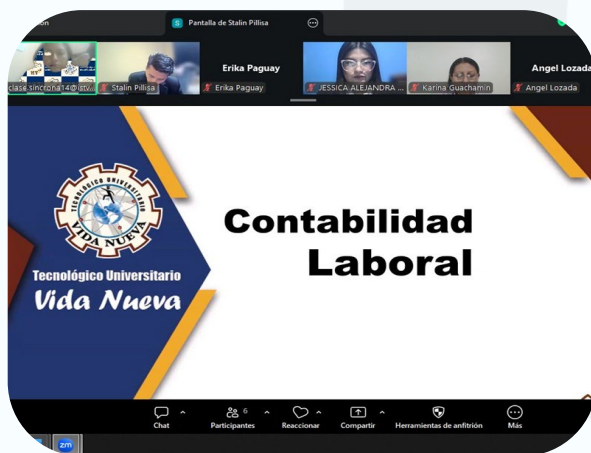 Pantalla de Stalin Pillisa
Erika Paguay
Angel Lozada
Stalin Pillisa
Erika Paguay
JESSICA ALEJANDRA ...
Karina Guachamin
Angel Lozada
TECNOLÓGICO UNIVERSITARIO
VIDA NUEVA
Tecnológico Universitario
Vida Nueva
Contabilidad
Laboral
6
Chat
Participantes
Reaccionar
Compartir
Herramientas de anfitrión
Más
zm